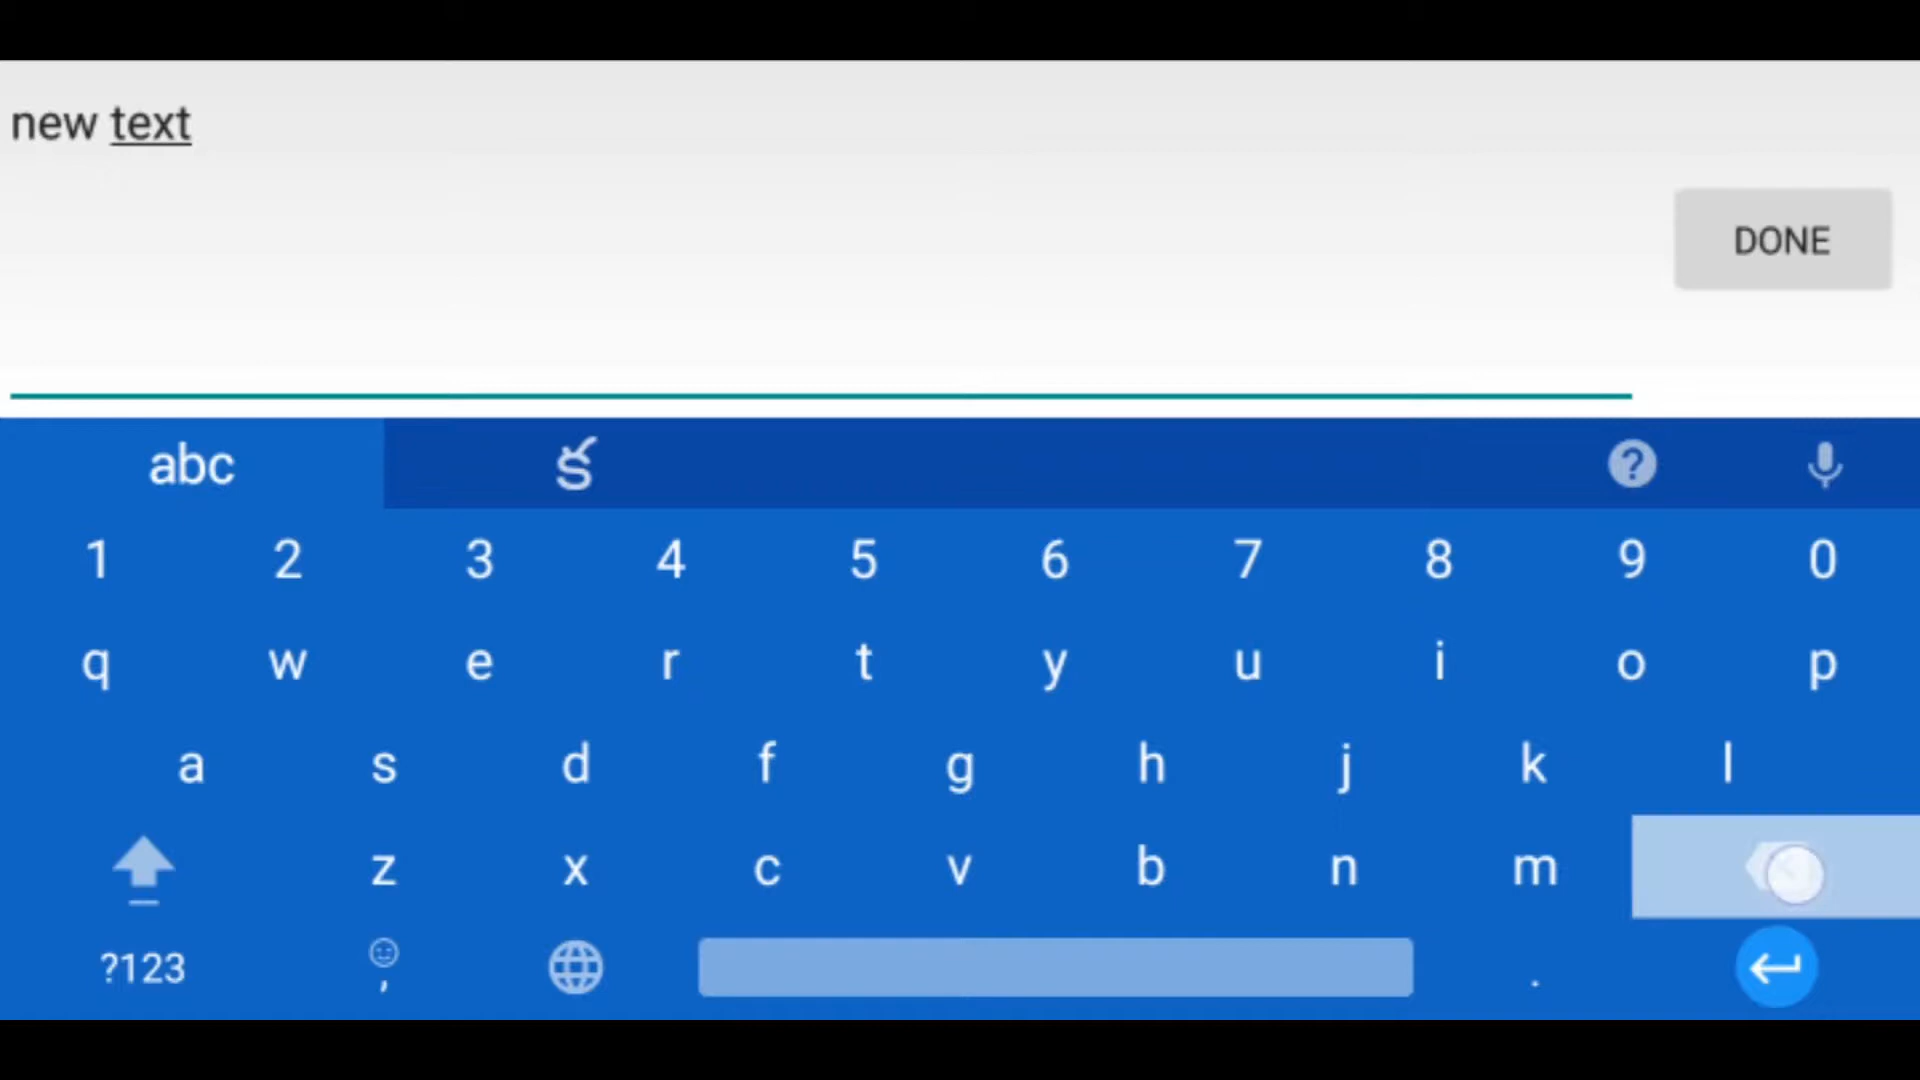 new text
DONE
abc క
1 2 3 4 5 6 7 8 9 0
q w e r t y u i o p
a s d f g h j k l
z x c v b n m
?123 , .